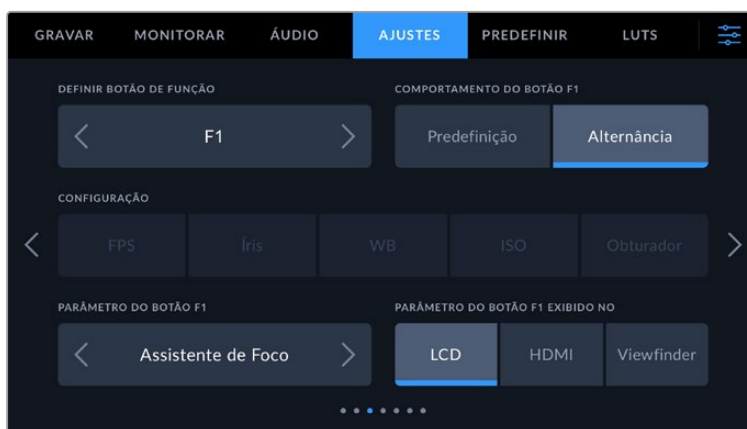 GRAVAR MONITORAR ÁUDIO AJUSTES PREDEFINIR LUTS
DEFINIR BOTÃO DE FUNÇÃO COMPORTAMENTO DO BOTÃO F1
F1 Predefinição Alternância
CONFIGURAÇÃO
FPS Íris WB ISO Obturador
PARÂMETRO DO BOTÃO F1 PARÂMETRO DO BOTÃO F1 EXIBIDO NO
Assistente de Foco LCD HDMI Viewfinder